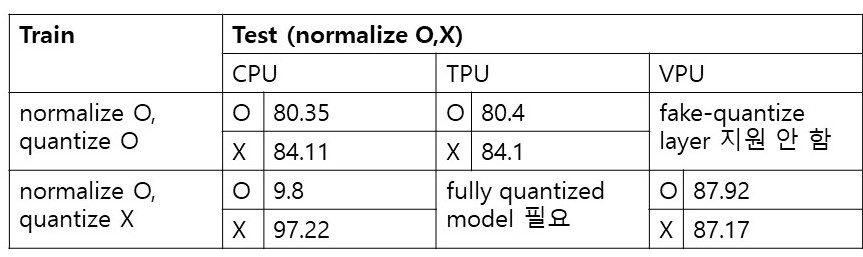 Train Test (normalize O,X)
CPU TPU VPU
normalize O,
quantize O
O 80.35
X 84.11
O 80.4
X 84.1
fake-quantize
layer 지원 안 함
normalize O,
quantize X
O 9.8
X 97.22
fully quantized
model 필요
O 87.92
X 87.17